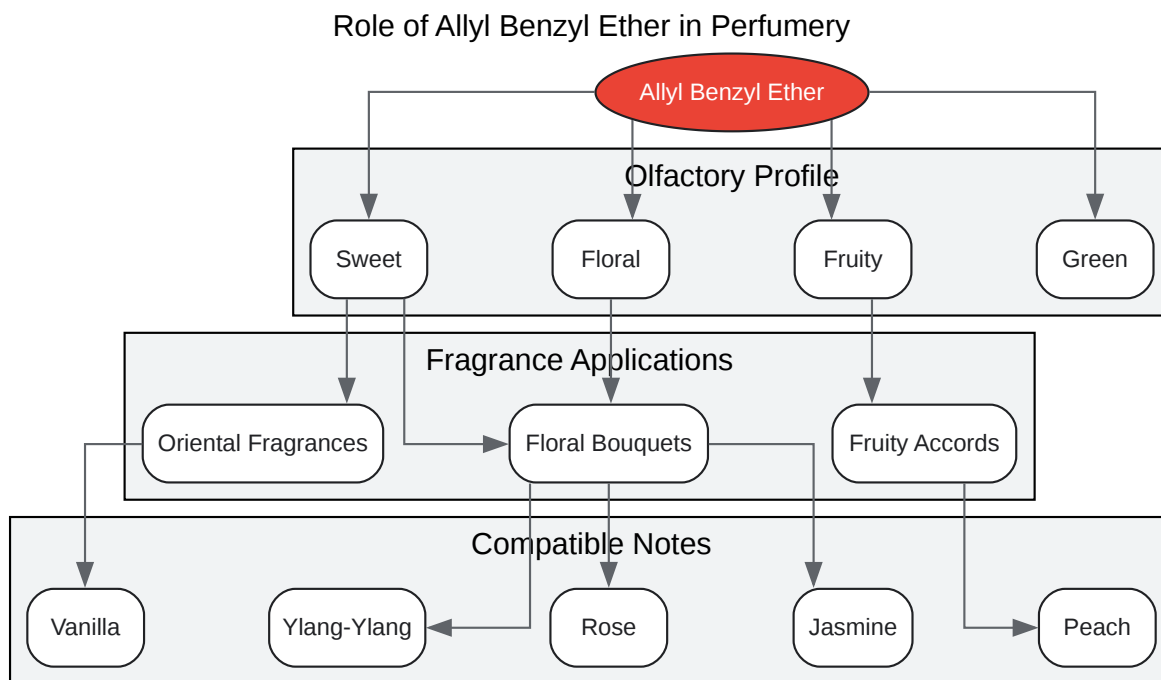 Role of Allyl Benzyl Ether in Perfumery
Allyl Benzyl Ether
Olfactory Profile
Sweet
Floral
Fruity
Green
Fragrance Applications
Oriental Fragrances
Floral Bouquets
Fruity Accords
Compatible Notes
Vanilla
Ylang-Ylang
Rose
Jasmine
Peach